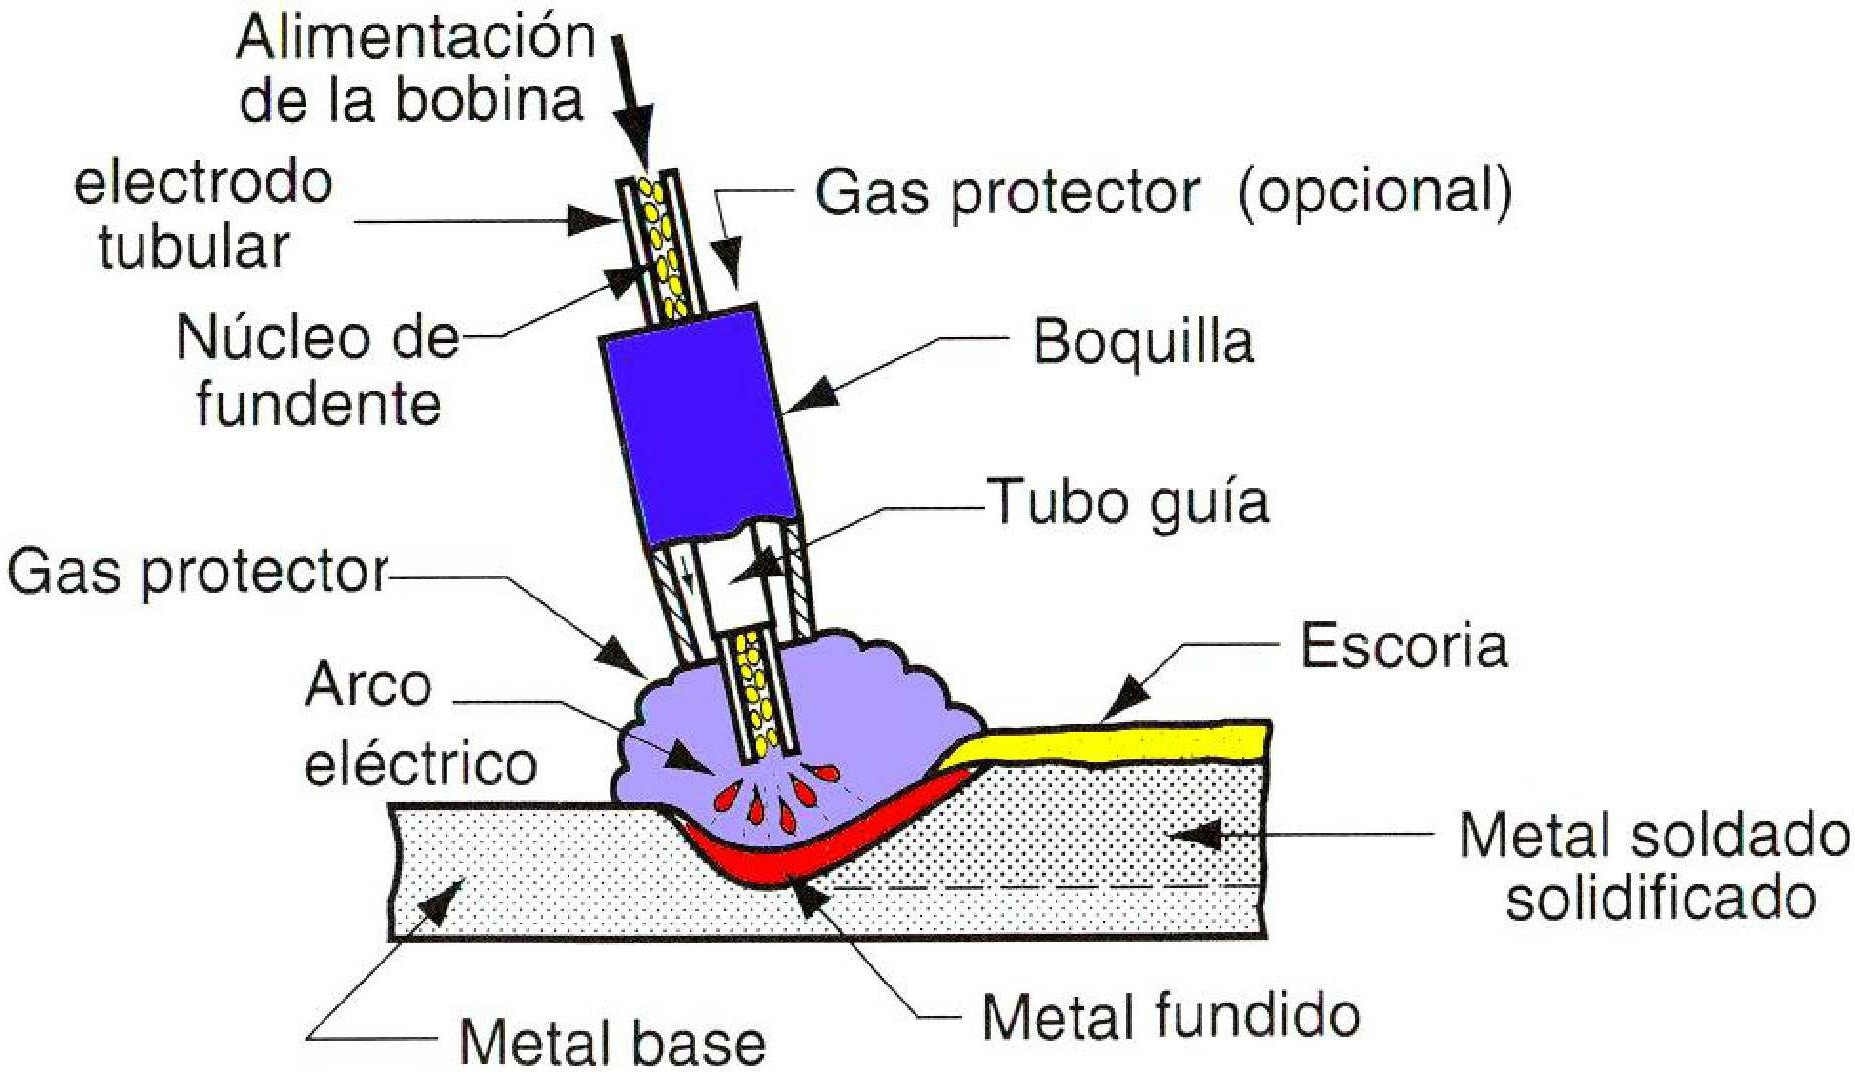 Alimentación
de la bobina
electrodo
tubular
Gas protector (opcional)
Núcleo de
fundente
Boquilla
Tubo guía
Gas protector
Escoria
Arco
eléctrico
Metal soldado
solidificado
Metal fundido
Metal base